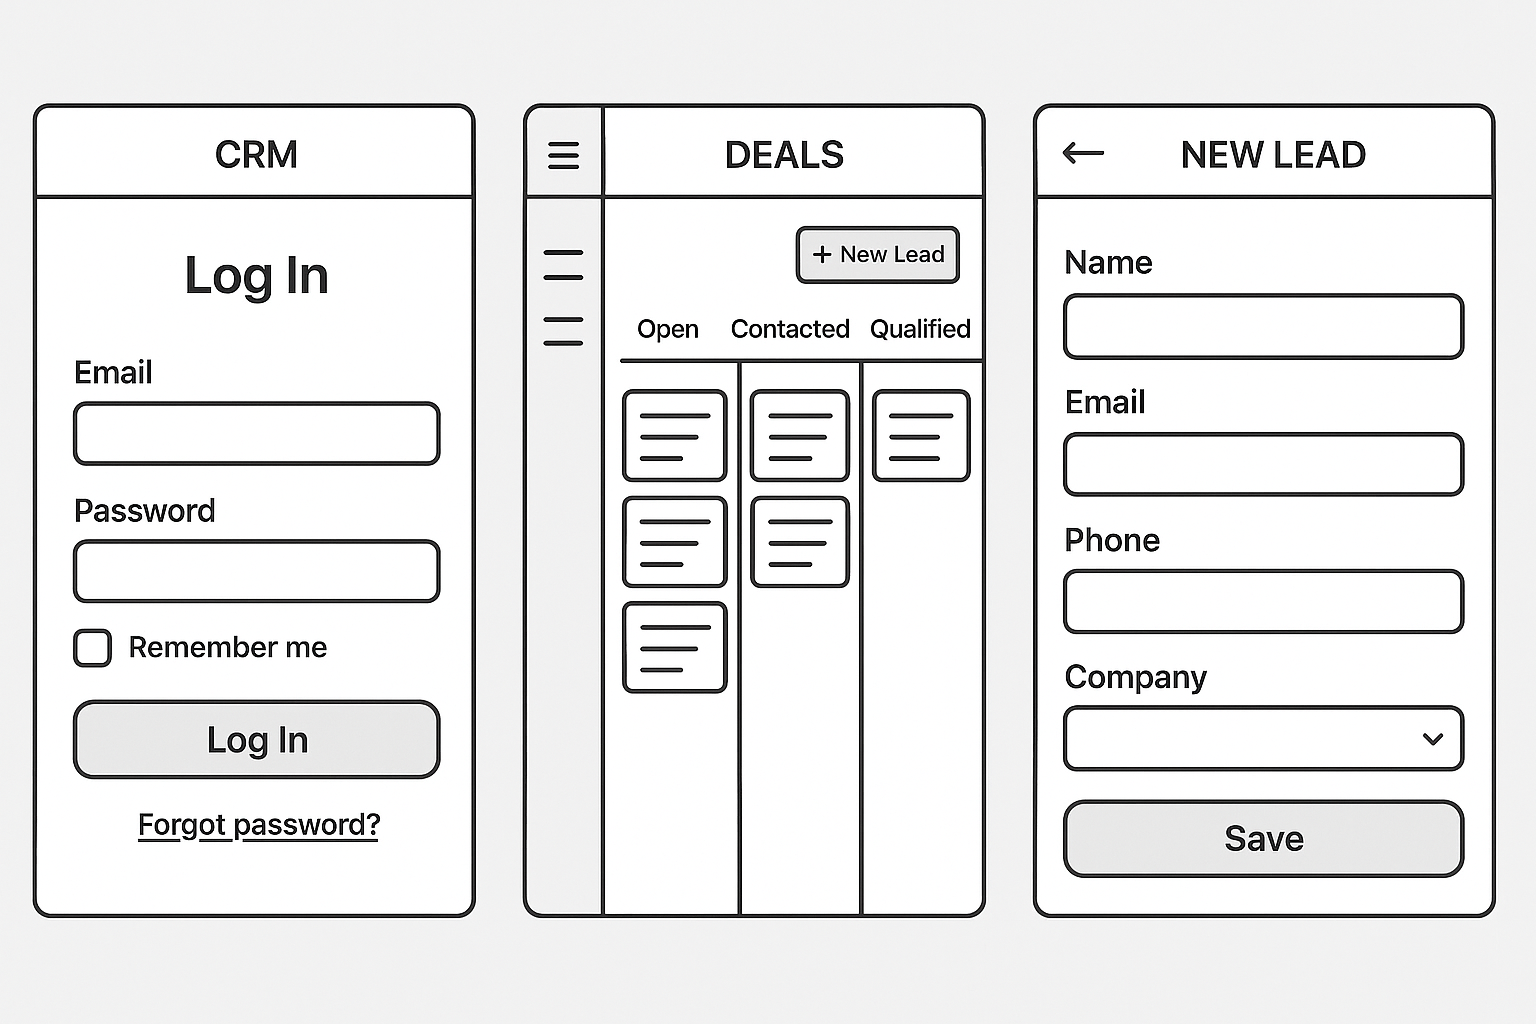 CRM
Log In
Email
Password
Remember me
Log In
Forgot password?
DEALS
+ New Lead
Open Contacted Qualified
NEW LEAD
Name
Email
Phone
Company
Save